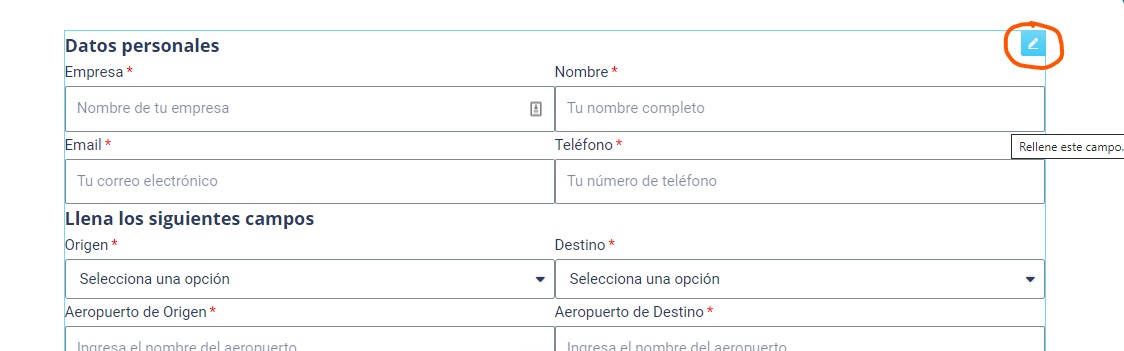 Datos personales
Empresa * Nombre *
Nombre de tu empresa Tu nombre completo
Email * Teléfono *
Rellene este campo.
Tu correo electrónico Tu número de teléfono
Llena los siguientes campos
Origen * Destino *
Selecciona una opción Selecciona una opción
Aeropuerto de Origen * Aeropuerto de Destino *
Ingresa el nombre del aeropuerto Ingresa el nombre del aeropuerto